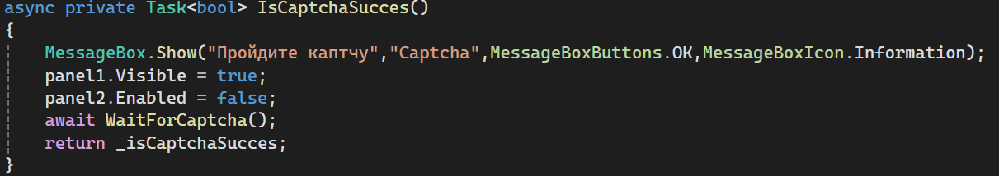 async private Task<bool> IsCaptchaSucces()
{
MessageBox.Show("Пройдите каптчу","Captcha",MessageBoxButtons.OK,MessageBoxIcon.Information);
panel1.Visible = true;
panel2.Enabled = false;
await WaitForCaptcha();
return _isCaptchaSucces;
}